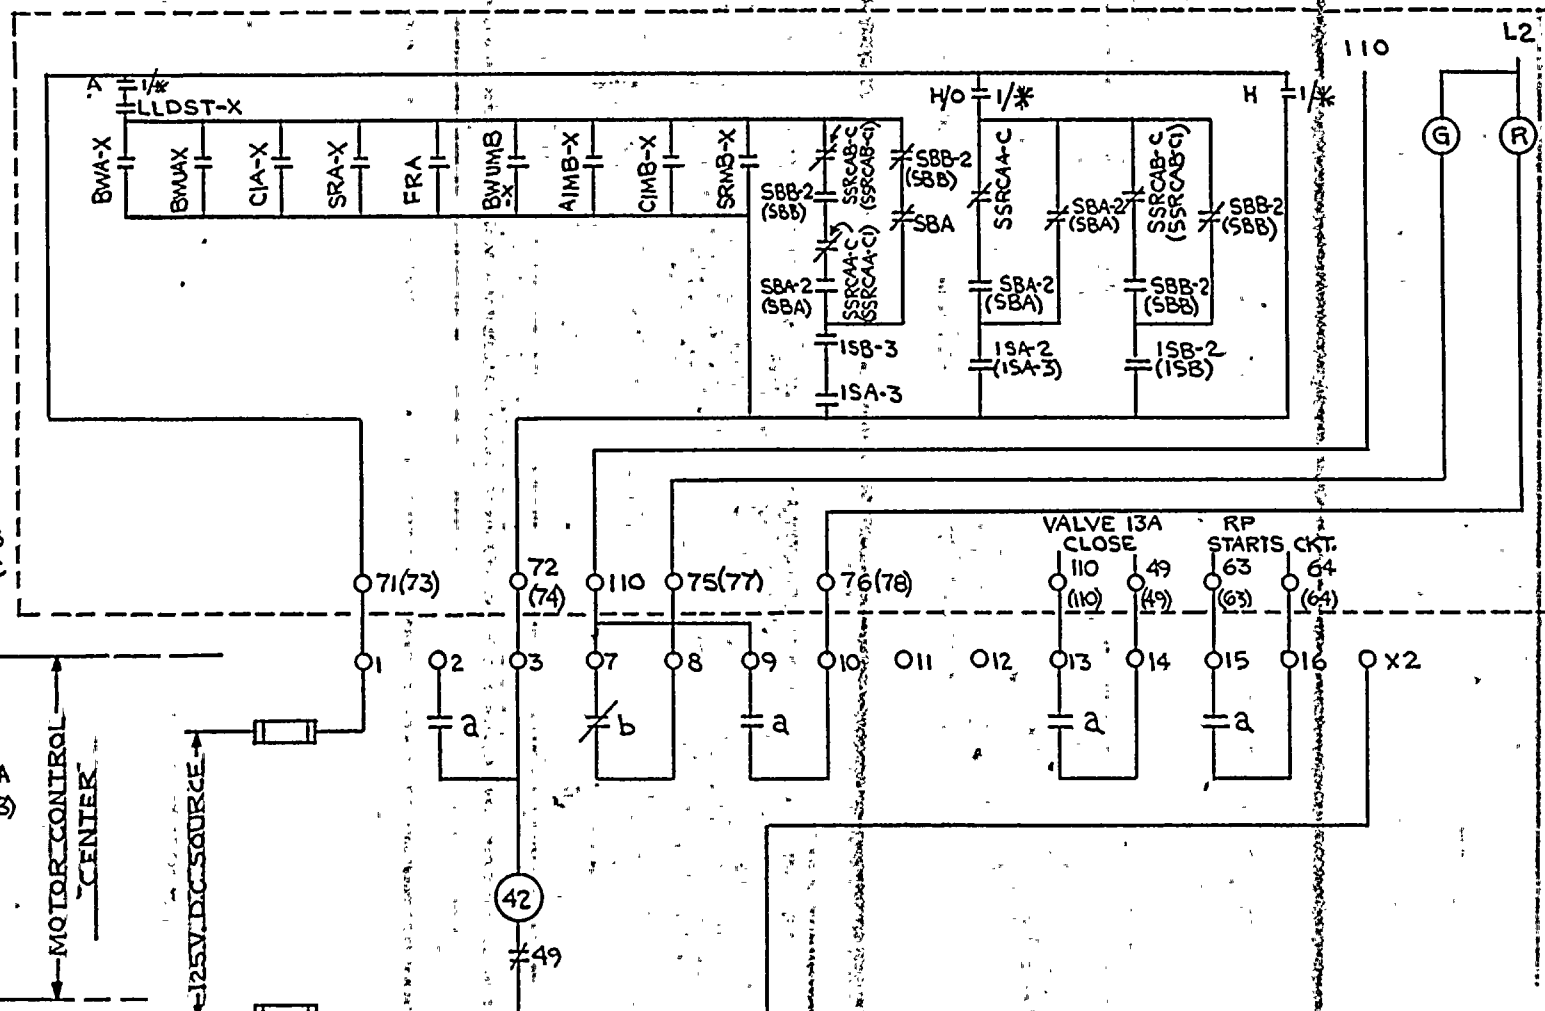 L2
110
A 1/*
LLDST-X
H/O 1/*
H 1/*
G
R
BWA-X
BWUAX
CIA-X
SRA-X
FRA
BWUMB
-X
AIMB-X
CIMB-X
SRMB-X
SSRCAB-C
(SSRCAB-C1)
SBB-2
(SBB)
SSRCAA-C)
(SSRCAA-C1)
SBA-2
(SBA)
SBB-2
(SBB)
SBA
1SB-3
1SA-3
SSRCAA-C
SBA-2
(SBA)
SBA-2
(SBA)
1SA-2
(1SA-3)
SSRCAB-C
(SSRCAB-C1)
SBB-2
(SBB)
SBB-2
(SBB)
1SB-2
(1SB)
VALVE 13A
CLOSE
RP
STARTS CKT.
71(73)
72
(74)
110
75(77)
76(78)
110
(110)
49
(49)
63
(63)
64
(64)
1
2
3
7
8
9
10
11
12
13
14
15
16
X2
a
b
a
a
a
42
49
MOTOR CONTROL
CENTER
125V. D.C. SOURCE